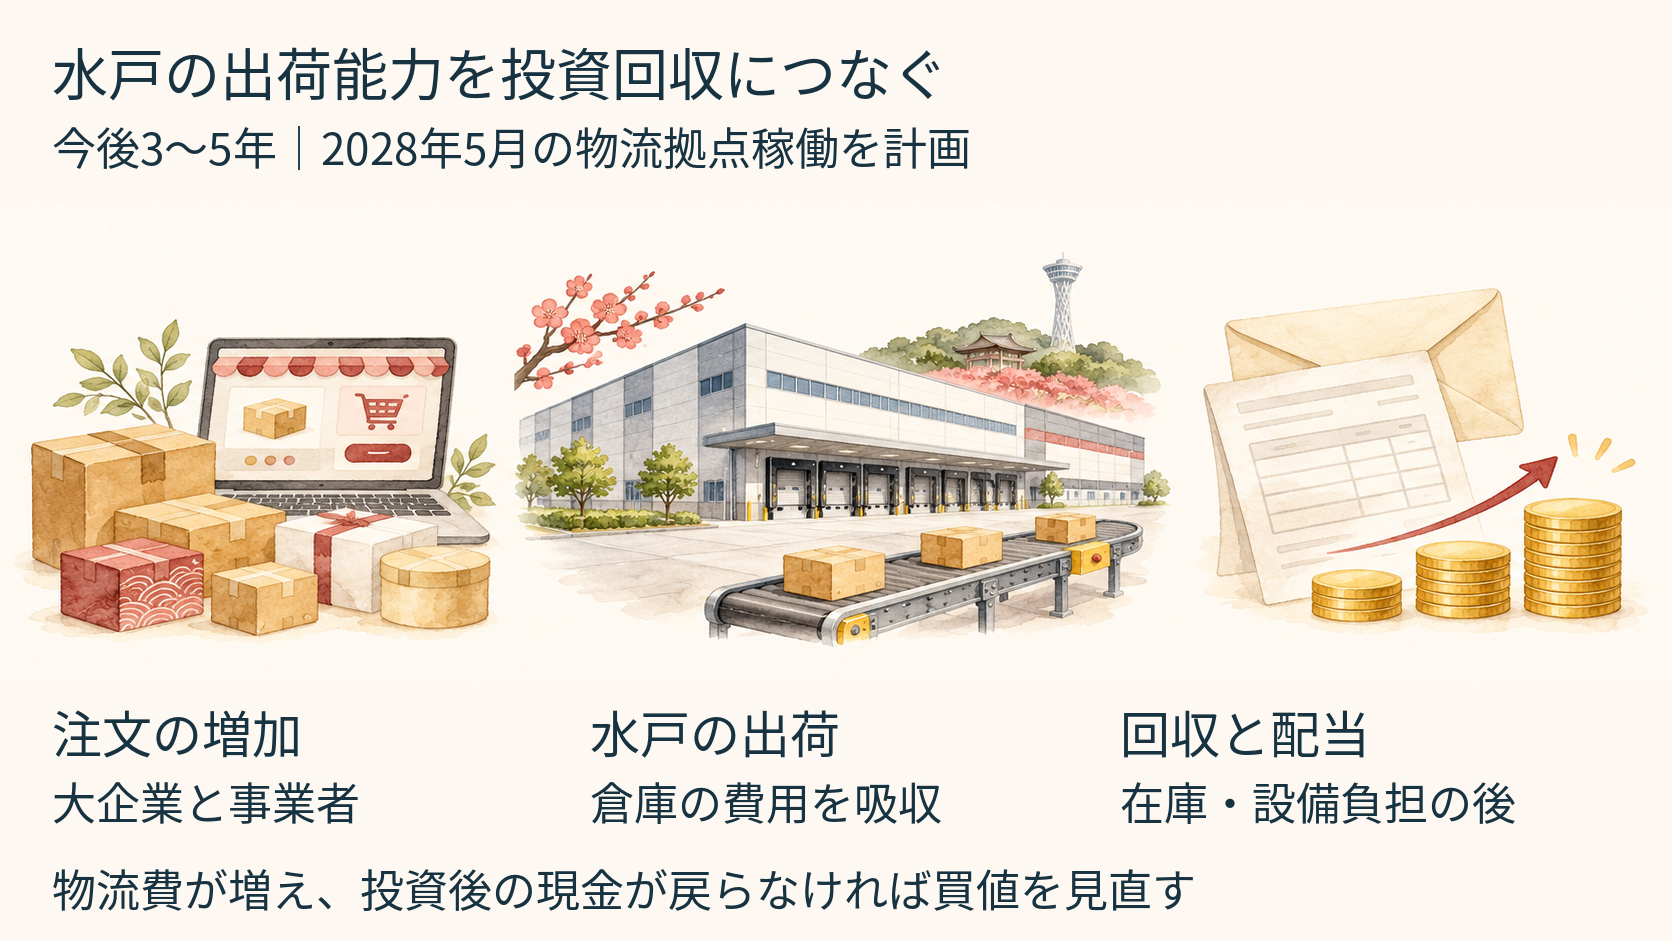 水戸の出荷能力を投資回収につなぐ
今後3～5年｜2028年5月の物流拠点稼働を計画
注文の増加
大企業と事業者
水戸の出荷
倉庫の費用を吸収
回収と配当
在庫・設備負担の後
物流費が増え、投資後の現金が戻らなければ買値を見直す